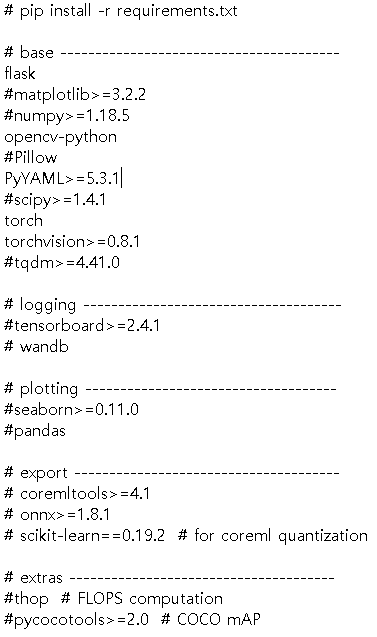 # pip install -r requirements.txt
# base ----------------------------------------
flask
#matplotlib>=3.2.2
#numpy>=1.18.5
opencv-python
#Pillow
PyYAML>=5.3.1
#scipy>=1.4.1
torch
torchvision>=0.8.1
#tqdm>=4.41.0
# logging -------------------------------------
#tensorboard>=2.4.1
# wandb
# plotting ------------------------------------
#seaborn>=0.11.0
#pandas
# export --------------------------------------
# coremltools>=4.1
# onnx>=1.8.1
# scikit-learn==0.19.2  # for coreml quantization
# extras --------------------------------------
#thop  # FLOPS computation
#pycocotools>=2.0  # COCO mAP